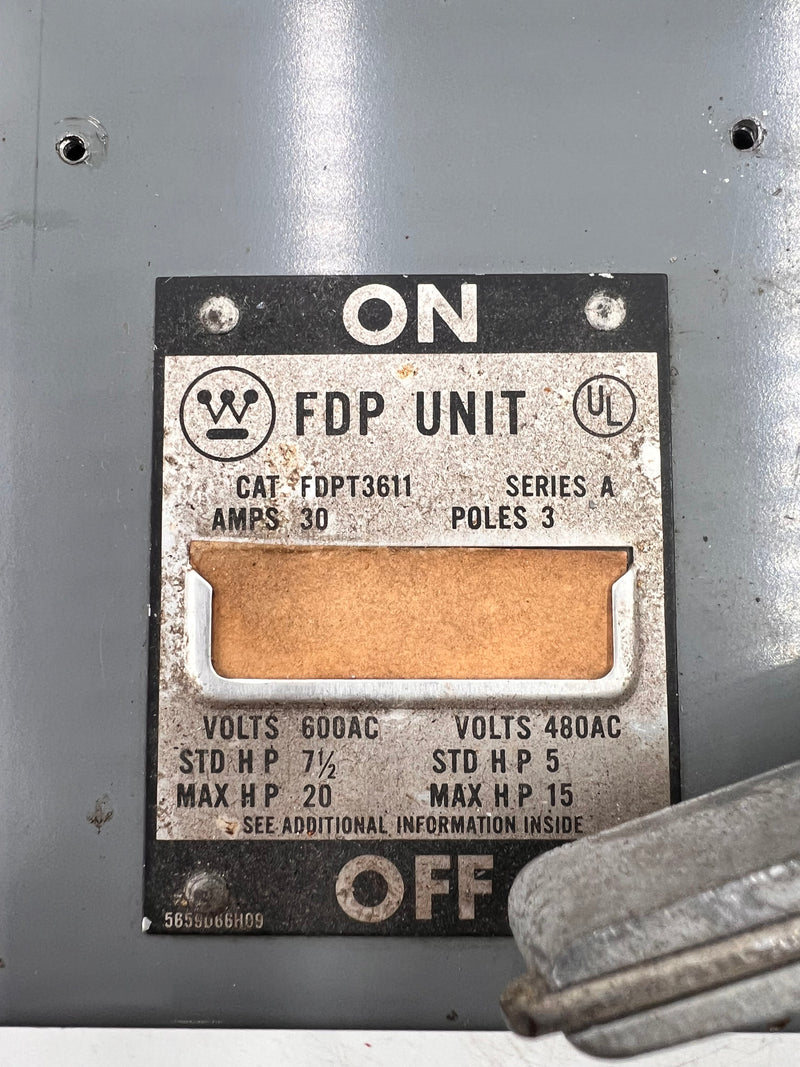 ON
W FDP UNIT UL
CAT FDPT3611 SERIES A
AMPS 30 POLES 3
VOLTS 600AC VOLTS 480AC
STD H P 7½ STD H P 5
MAX H P 20 MAX H P 15
SEE ADDITIONAL INFORMATION INSIDE
OFF
5659D66H09